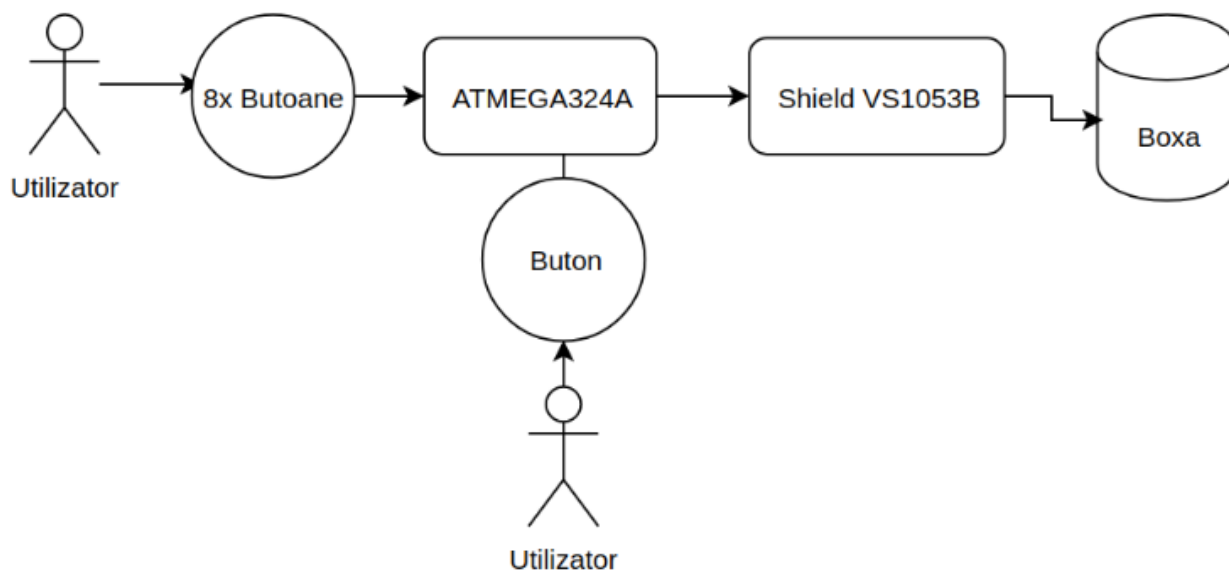 8x Butoane
ATMEGA324A
Shield VS1053B
Boxa
Utilizator
Buton
Utilizator